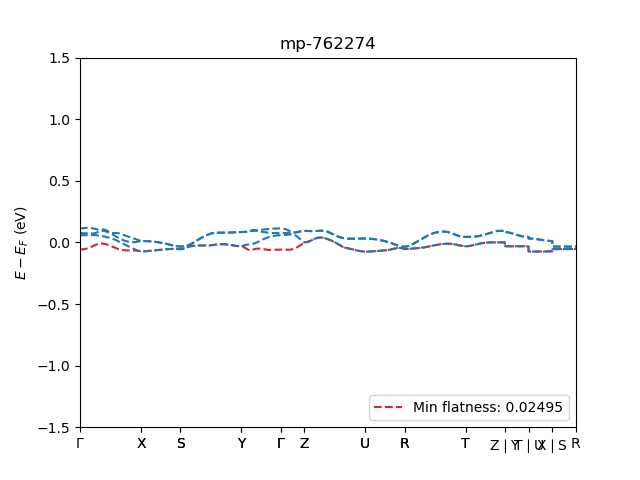 mp-762274
1.5
1.0
0.5
0.0
−0.5
−1.0
−1.5
E − E_F (eV)
Min flatness: 0.02495
Γ X S Y Γ Z U R T Z | Y T | U X | S R